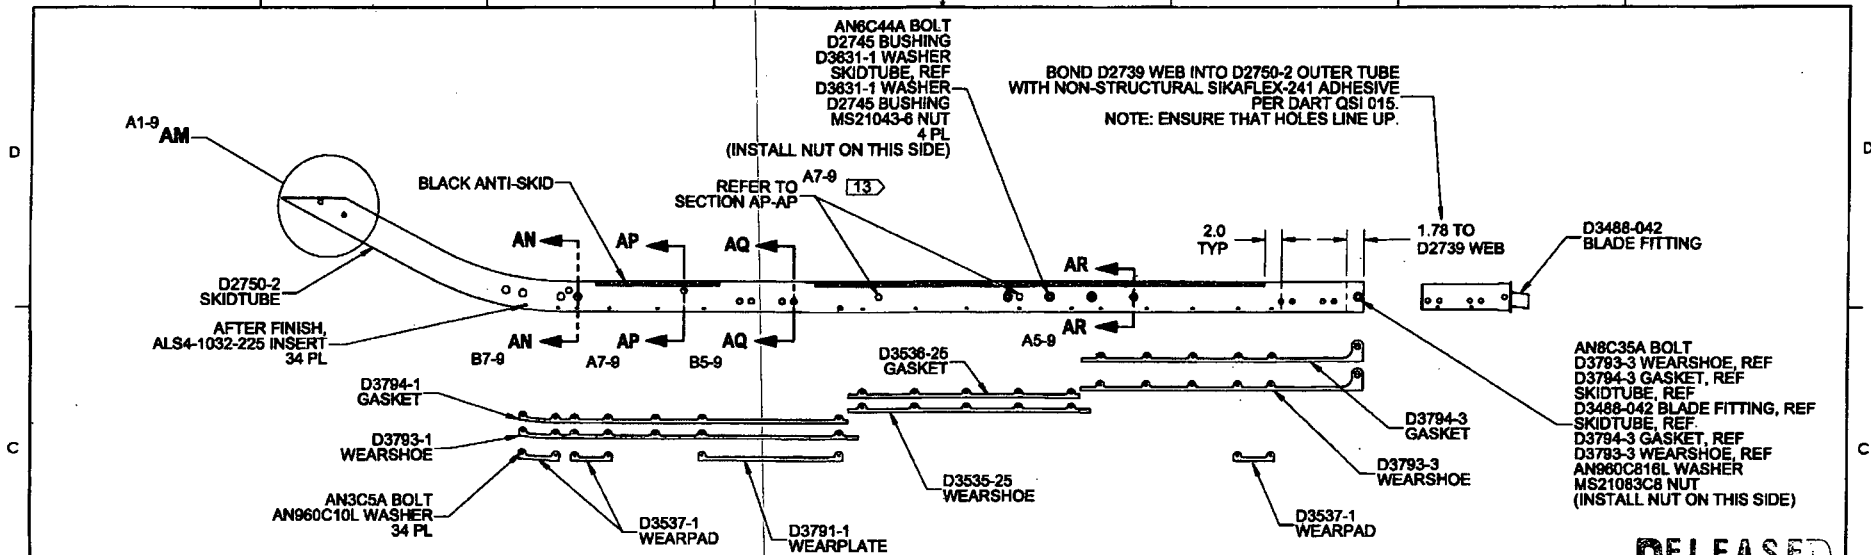 AN6C44A BOLT
D2745 BUSHING
D3631-1 WASHER
SKIDTUBE, REF
D3631-1 WASHER
D2745 BUSHING
MS21043-6 NUT
4 PL
(INSTALL NUT ON THIS SIDE)
BOND D2739 WEB INTO D2750-2 OUTER TUBE
WITH NON-STRUCTURAL SIKAFLEX-241 ADHESIVE
PER DART QSI 015.
NOTE: ENSURE THAT HOLES LINE UP.
A1-9
AM
D
D
BLACK ANTI-SKID
REFER TO
SECTION AP-AP
A7-9
13
AN
AP
AQ
AR
2.0
TYP
1.78 TO
D2739 WEB
D3488-042
BLADE FITTING
D2750-2
SKIDTUBE
AFTER FINISH,
ALS4-1032-225 INSERT
34 PL
B7-9
AN
A7-9
AP
B5-9
AQ
A5-9
AR
D3794-1
GASKET
D3793-1
WEARSHOE
AN3C5A BOLT
AN960C10L WASHER
34 PL
D3537-1
WEARPAD
D3791-1
WEARPLATE
D3536-25
GASKET
D3535-25
WEARSHOE
D3794-3
GASKET
D3793-3
WEARSHOE
D3537-1
WEARPAD
AN8C35A BOLT
D3793-3 WEARSHOE, REF
D3794-3 GASKET, REF
SKIDTUBE, REF
D3488-042 BLADE FITTING, REF
SKIDTUBE, REF.
D3794-3 GASKET, REF
D3793-3 WEARSHOE, REF
AN960C816L WASHER
MS21083C8 NUT
(INSTALL NUT ON THIS SIDE)
C
C
RELEASED